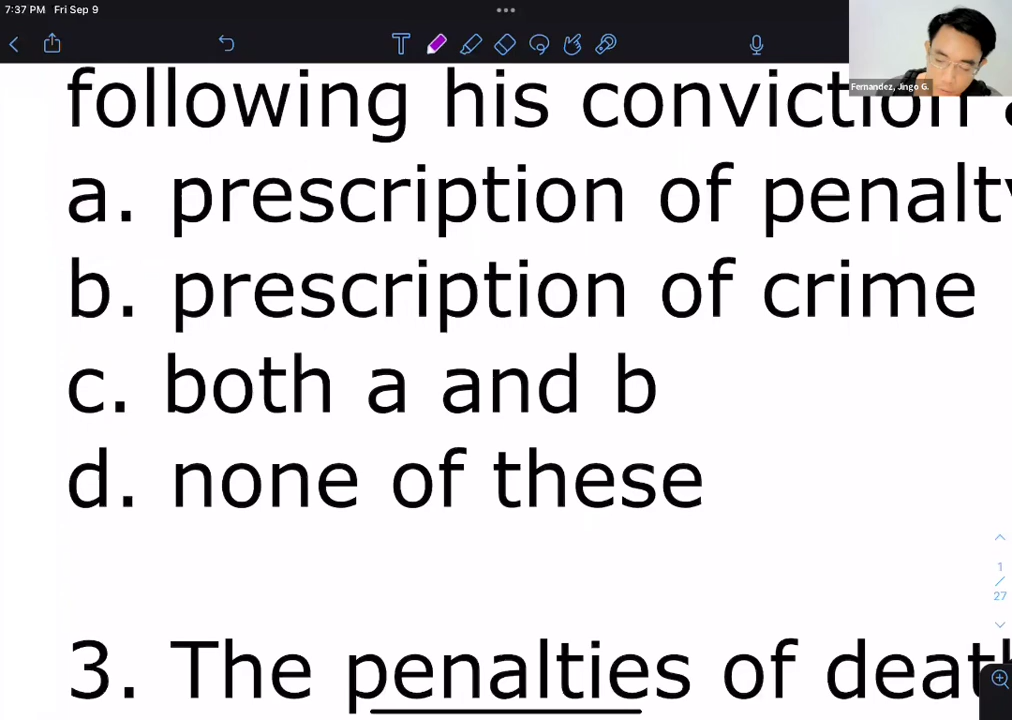 7:37 PM Fri Sep 9
T
Fernandez, Jingo G.
following his conviction
a. prescription of penalty
b. prescription of crime
c. both a and b
d. none of these
1
/
27
3. The penalties of death